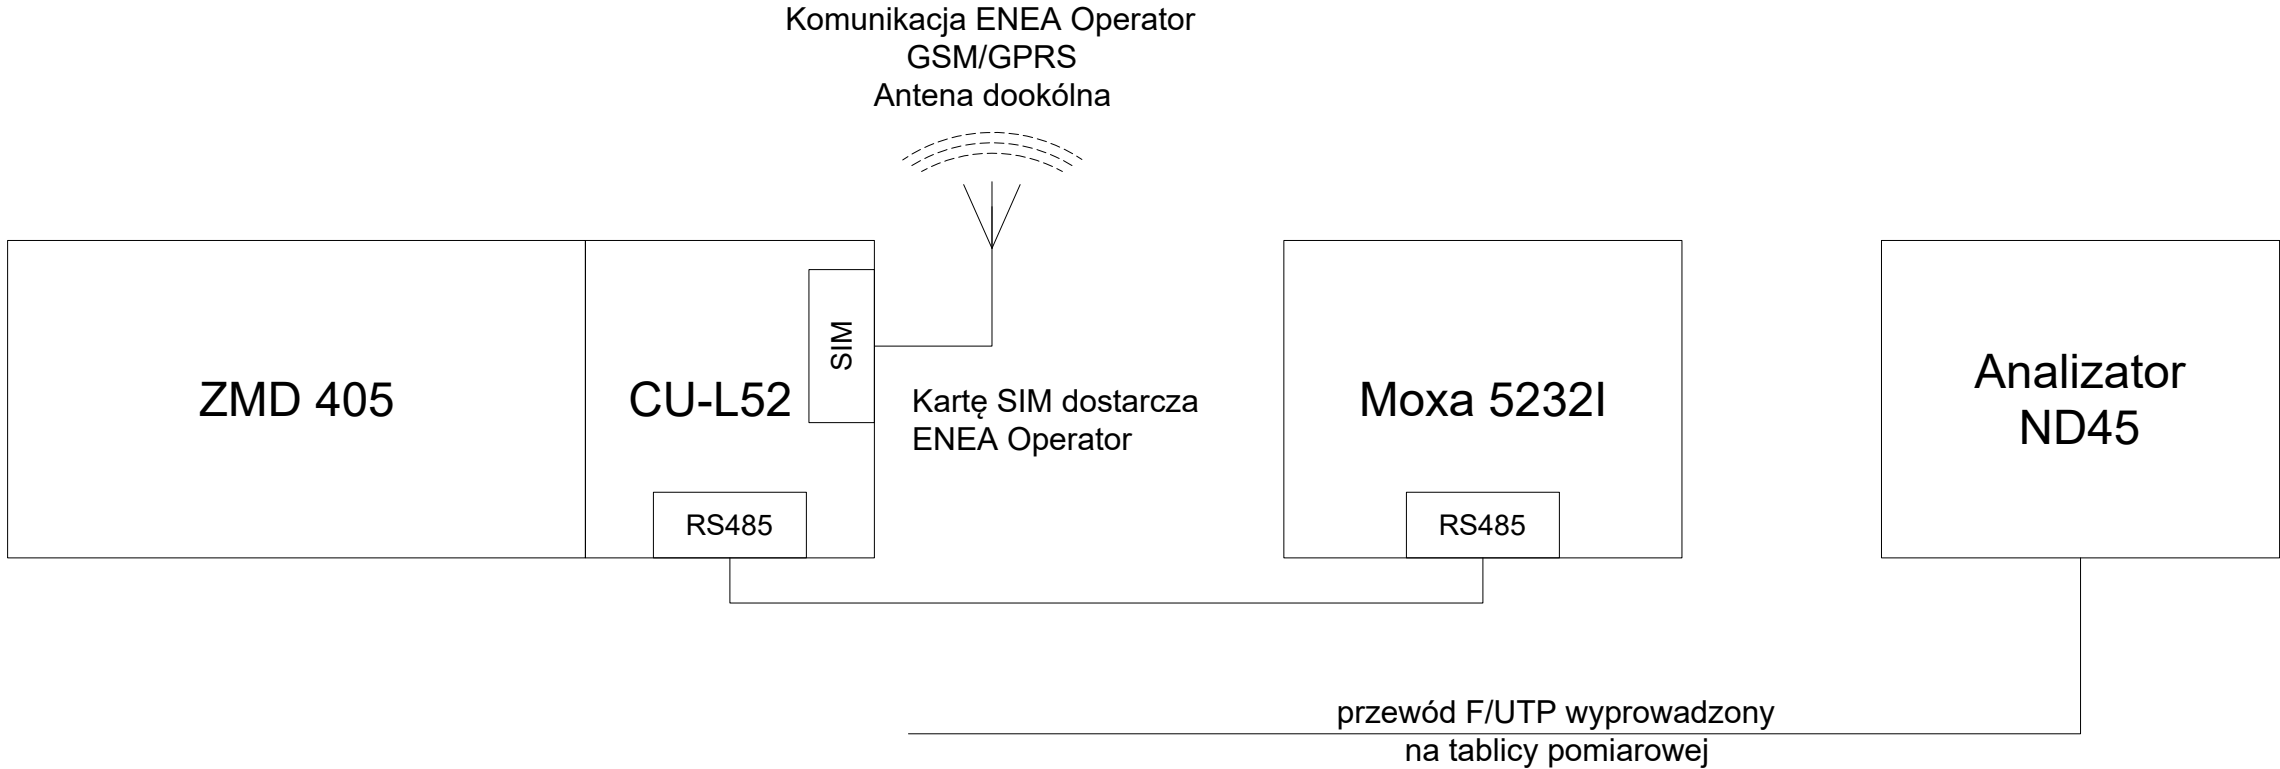 Komunikacja ENEA Operator
GSM/GPRS
Antena dookólna
ZMD 405
CU-L52
SIM
RS485
Kartę SIM dostarcza
ENEA Operator
Moxa 5232I
RS485
Analizator
ND45
przewód F/UTP wyprowadzony
na tablicy pomiarowej